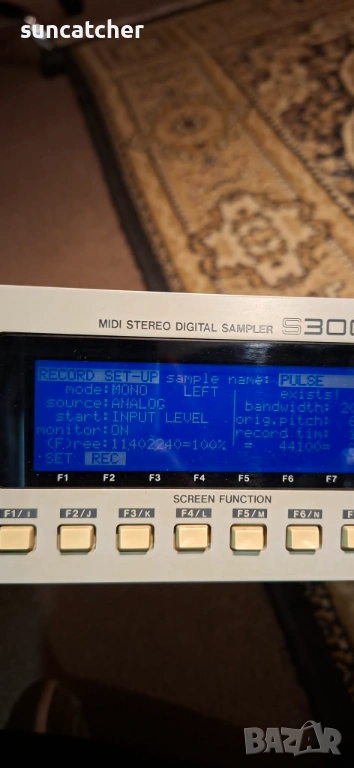 suncatcher
MIDI STEREO DIGITAL SAMPLER S300
RECORD SET-UP sample name: PULSE
mode:MONO LEFT exists!
source:ANALOG bandwidth: 20
start:INPUT LEVEL orig.pitch:
monitor:ON record tim:
(F)ree:11402240=100% = 44100=
SET REC
F1 F2 F3 F4 F5 F6 F7
SCREEN FUNCTION
F1/I F2/J F3/K F4/L F5/M F6/N F
BAZAR